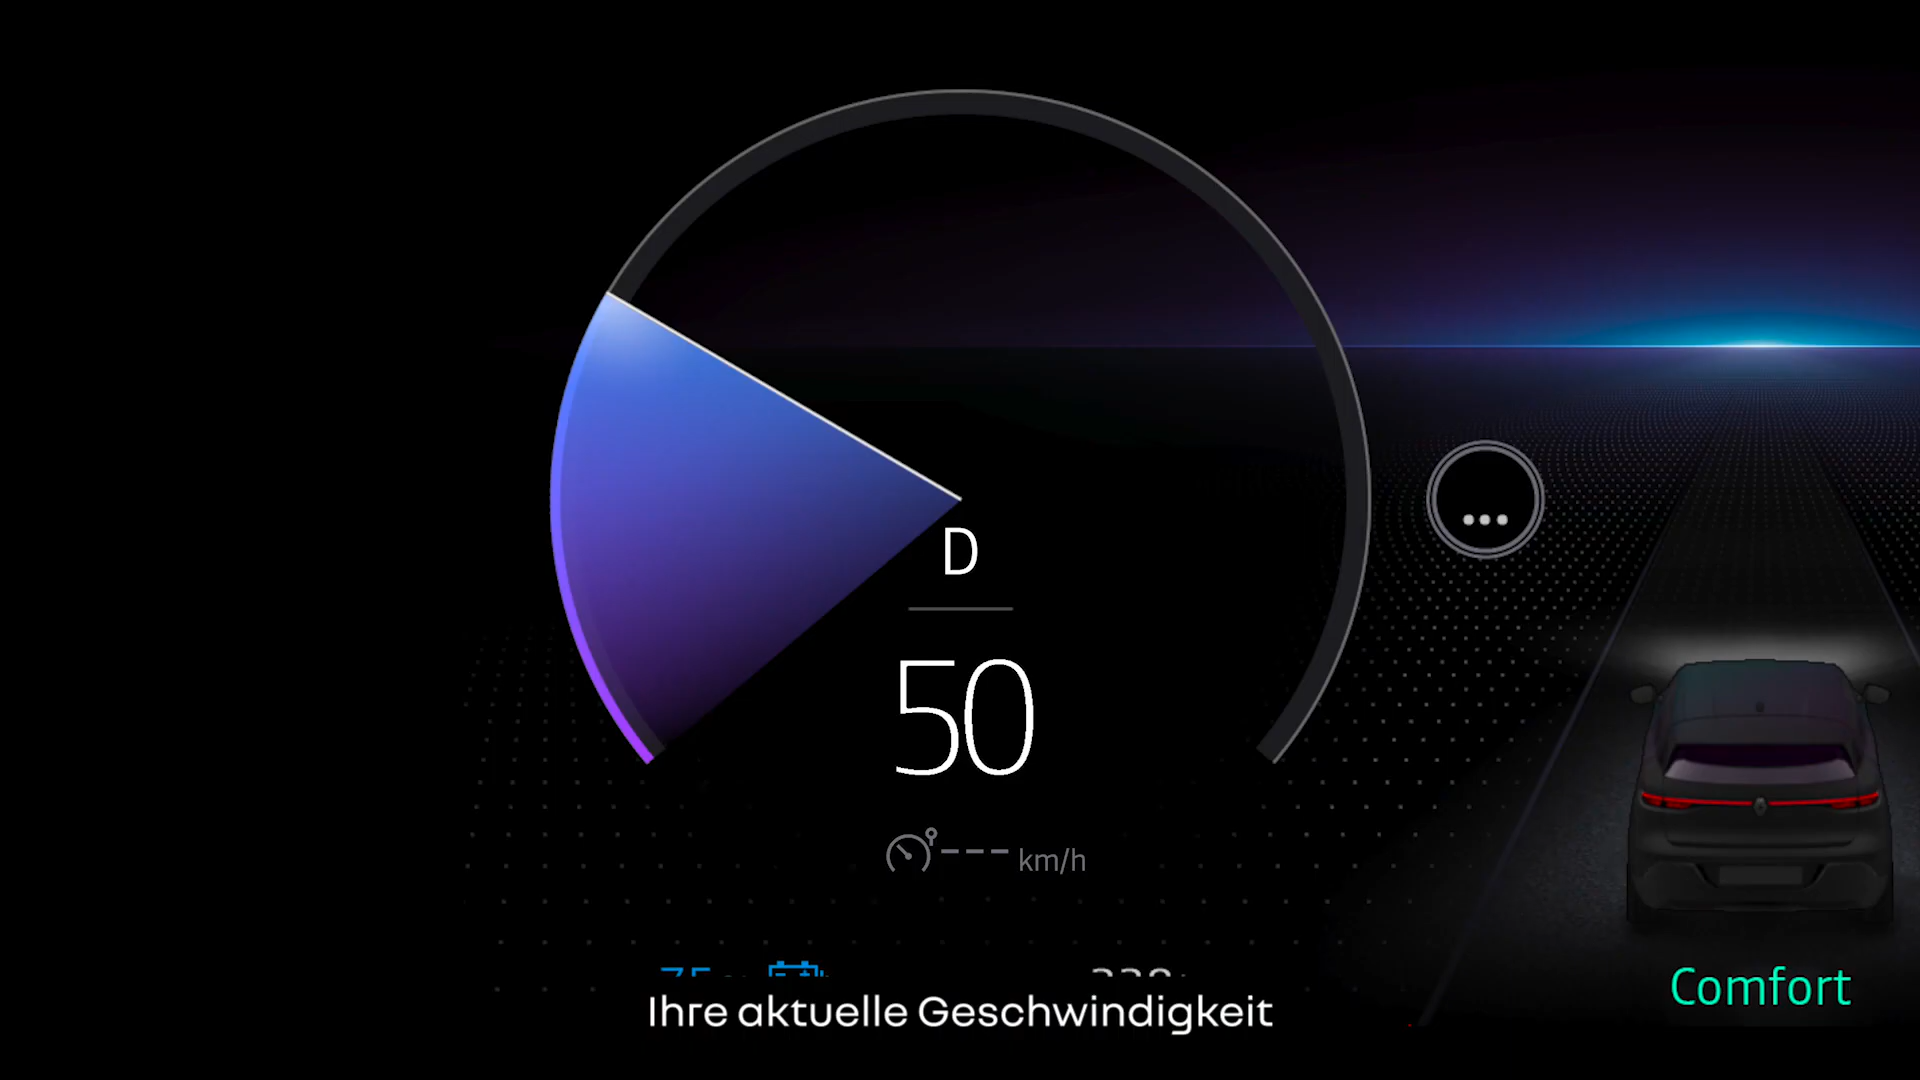 D
50
--- km/h
Ihre aktuelle Geschwindigkeit
Comfort